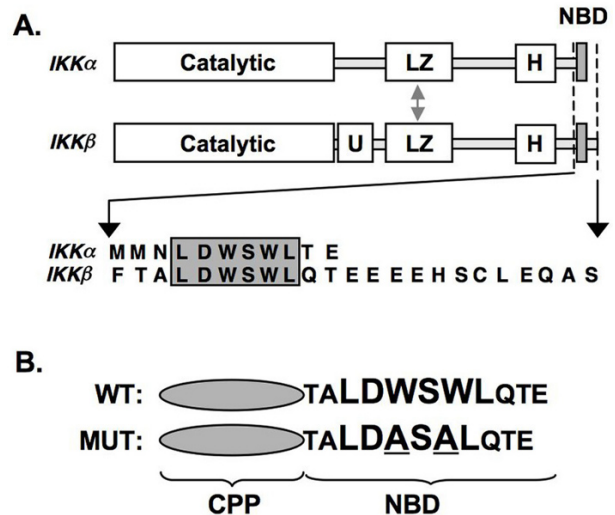 A.
NBD
IKKα Catalytic LZ H
IKKβ Catalytic U LZ H
IKKα M M N L D W S W L T E
IKKβ F T A L D W S W L Q T E E E E H S C L E Q A S
B.
WT: TALDWSWLQTE
MUT: TALDASALQTE
CPP NBD